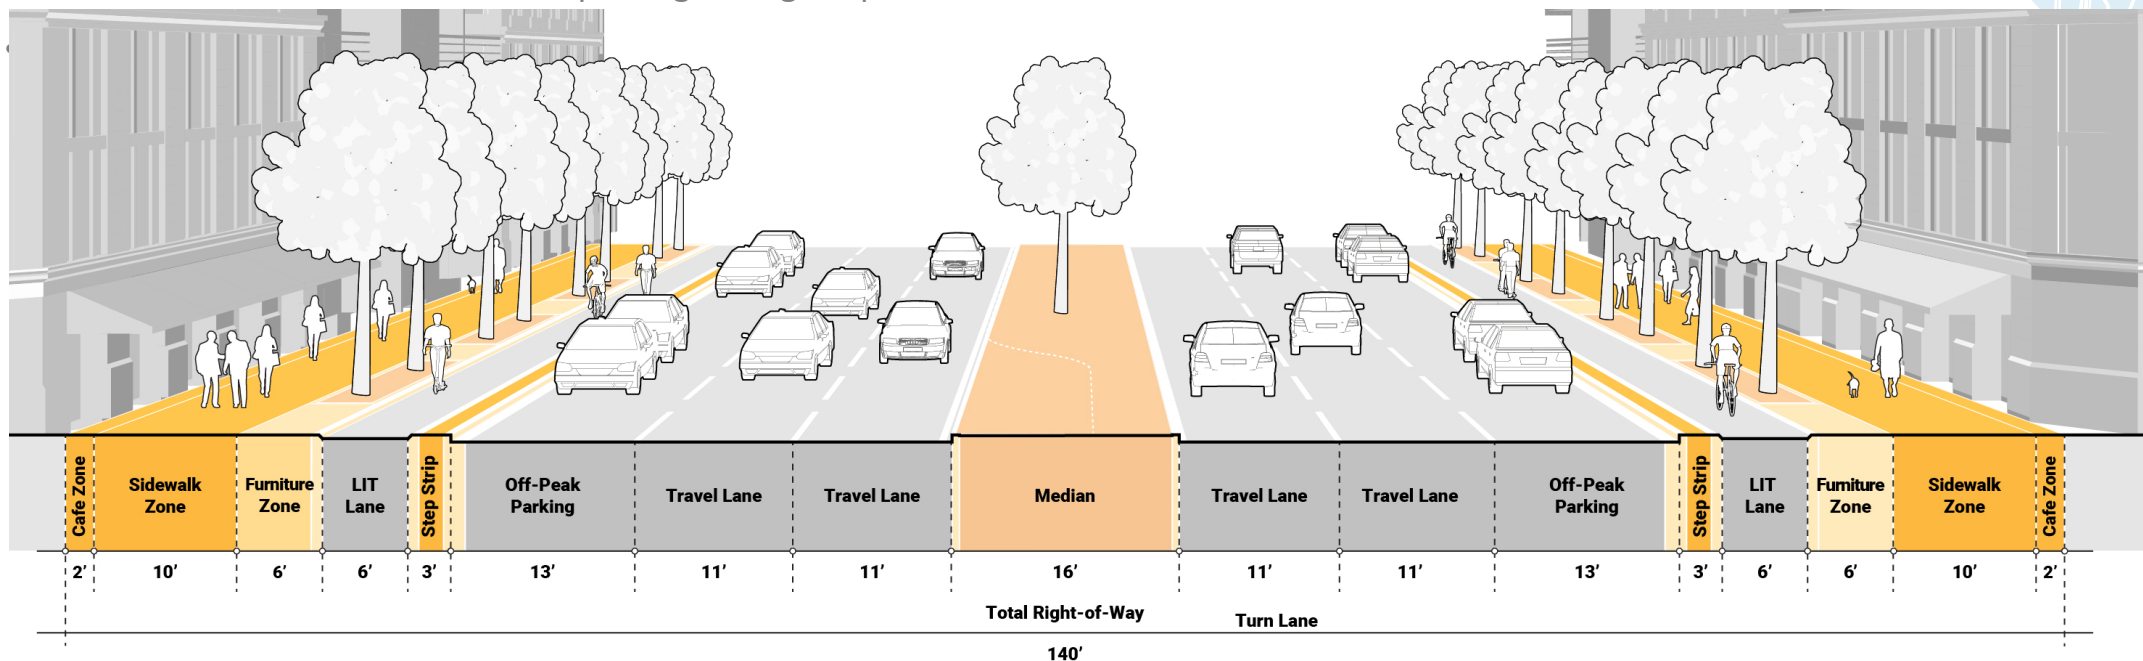 Cafe Zone
Sidewalk
Zone
Furniture
Zone
LIT
Lane
Step Strip
Off-Peak
Parking
Travel Lane
Travel Lane
Median
Travel Lane
Travel Lane
Off-Peak
Parking
Step Strip
LIT
Lane
Furniture
Zone
Sidewalk
Zone
Cafe Zone
2’ 10’ 6’ 6’ 3’ 13’ 11’ 11’ 16’ 11’ 11’ 13’ 3’ 6’ 6’ 10’ 2’
Total Right-of-Way
Turn Lane
140’